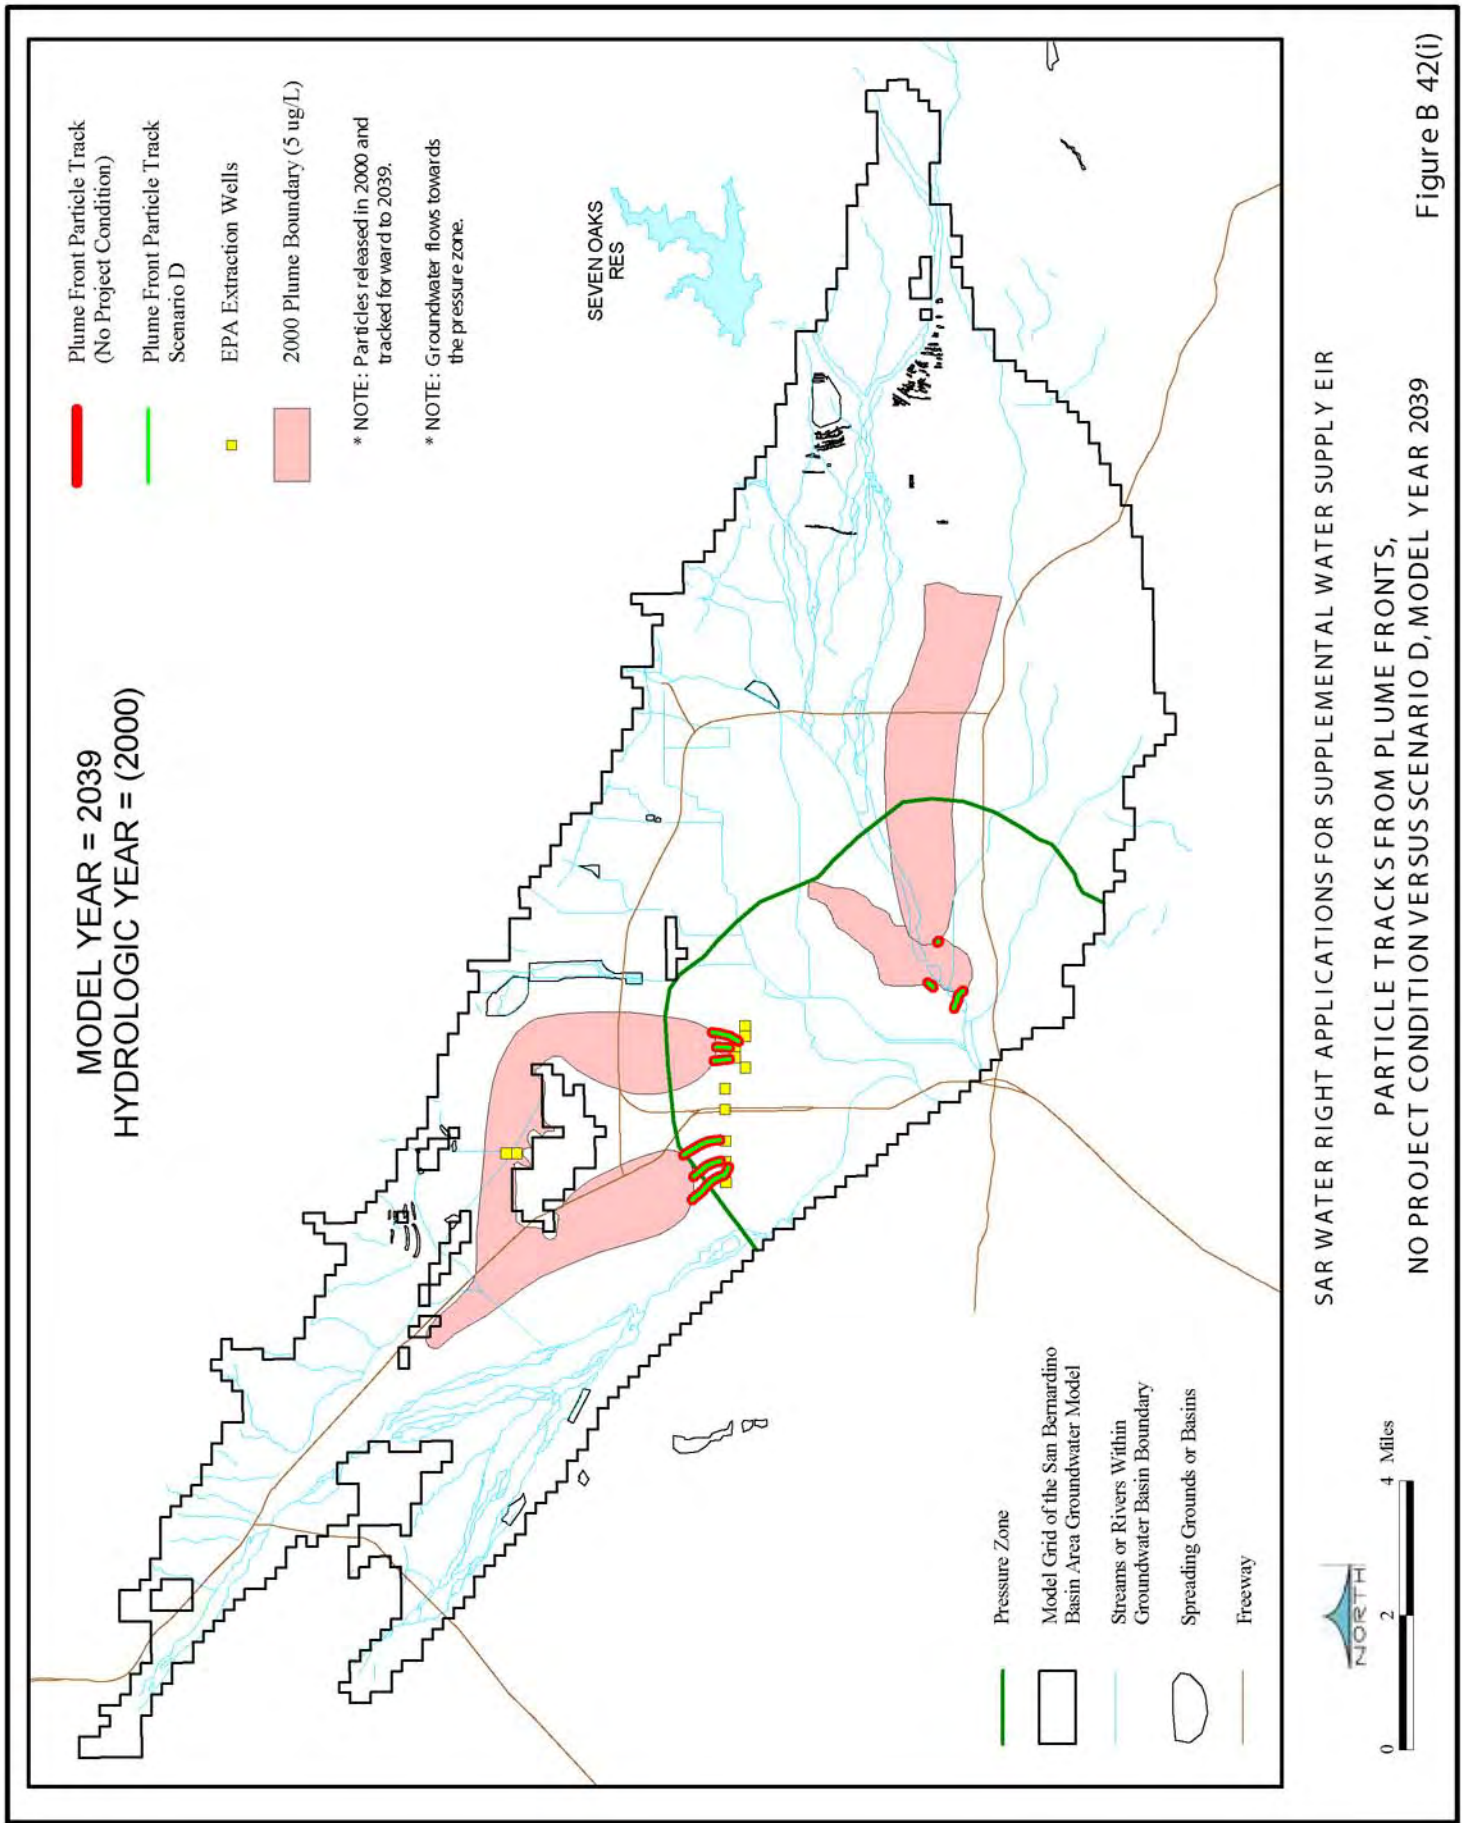 MODEL YEAR = 2039
HYDROLOGIC YEAR = (2000)
Plume Front Particle Track
(No Project Condition)
Plume Front Particle Track
Scenario D
EPA Extraction Wells
2000 Plume Boundary (5 ug/L)
* NOTE: Particles released in 2000 and
tracked forward to 2039.
* NOTE: Groundwater flows towards
the pressure zone.
SEVEN OAKS
RES
Pressure Zone
Model Grid of the San Bernardino
Basin Area Groundwater Model
Streams or Rivers Within
Groundwater Basin Boundary
Spreading Grounds or Basins
Freeway
NORTH
0 2 4 Miles
SAR WATER RIGHT APPLICATIONS FOR SUPPLEMENTAL WATER SUPPLY EIR
PARTICLE TRACKS FROM PLUME FRONTS,
NO PROJECT CONDITION VERSUS SCENARIO D, MODEL YEAR 2039
Figure B 42(i)